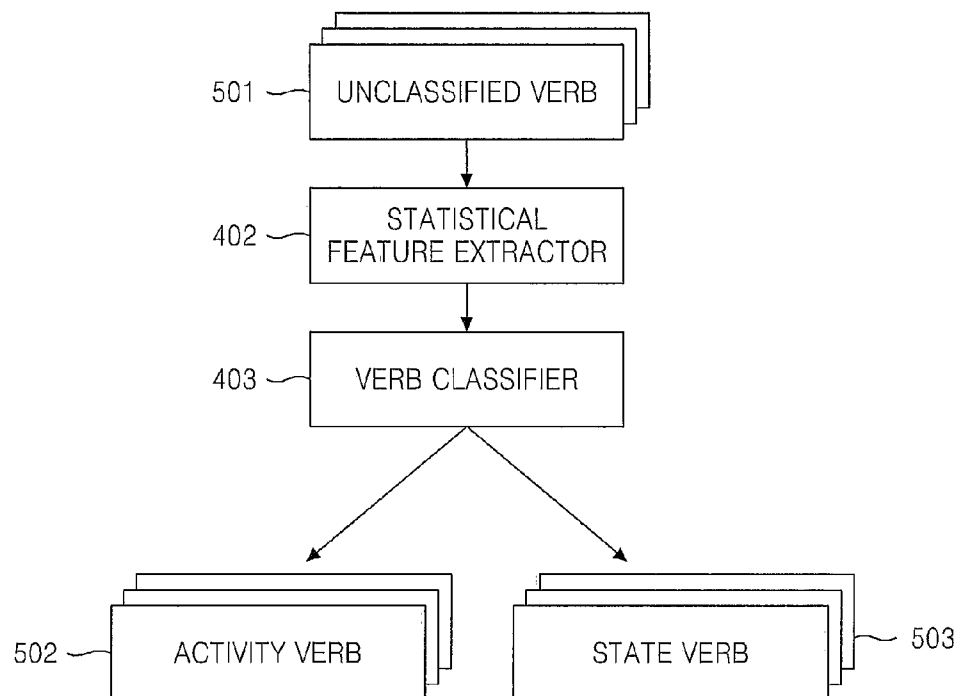 501
UNCLASSIFIED VERB
402
STATISTICAL
FEATURE EXTRACTOR
403
VERB CLASSIFIER
502
ACTIVITY VERB
STATE VERB
503